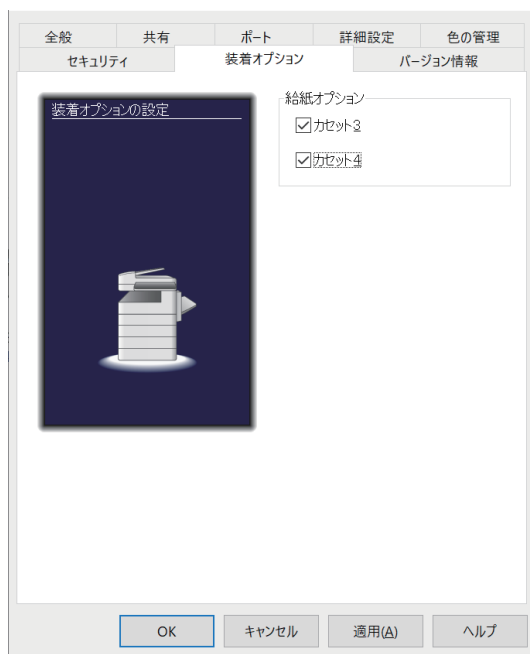 全般 共有 ポート 詳細設定 色の管理
セキュリティ 装着オプション バージョン情報
装着オプションの設定
給紙オプション
カセット3
カセット4
OK キャンセル 適用(A) ヘルプ